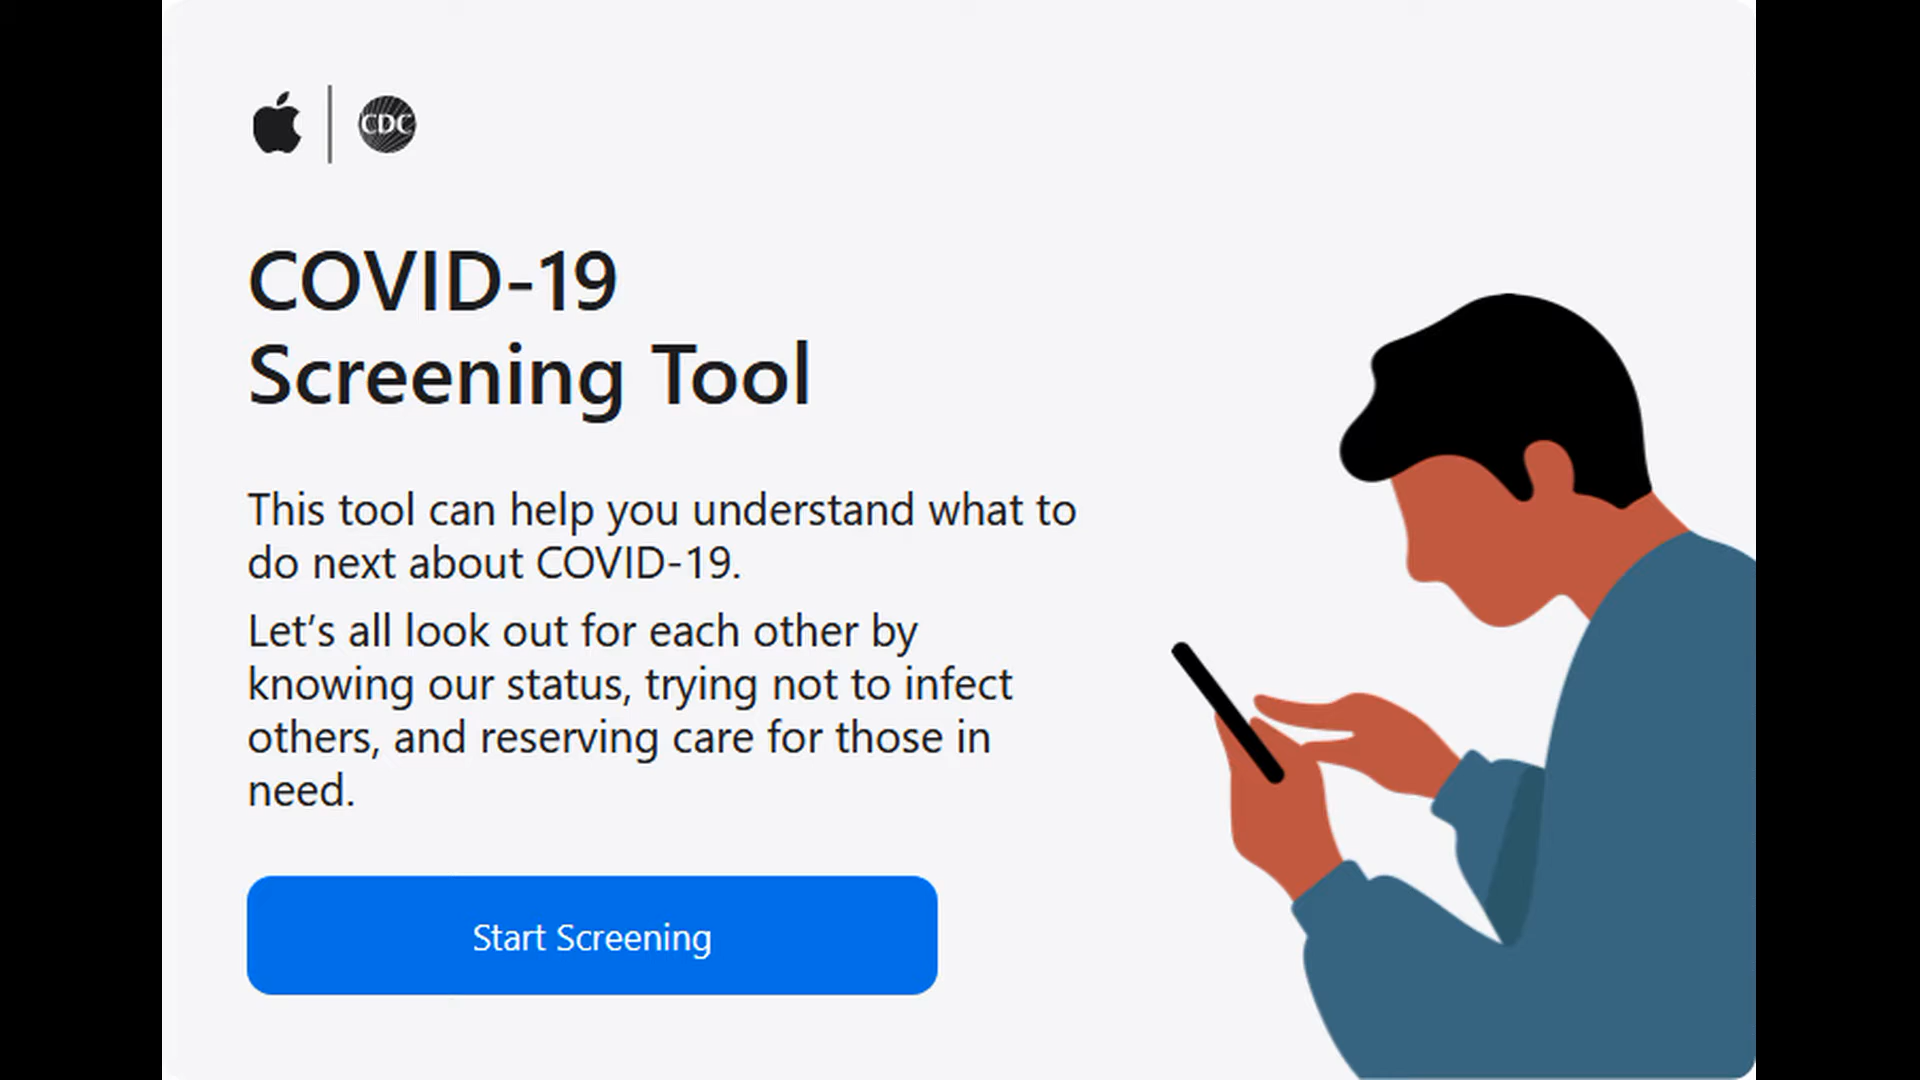 CDC
COVID-19
Screening Tool
This tool can help you understand what to
do next about COVID-19.
Let’s all look out for each other by
knowing our status, trying not to infect
others, and reserving care for those in
need.
Start Screening